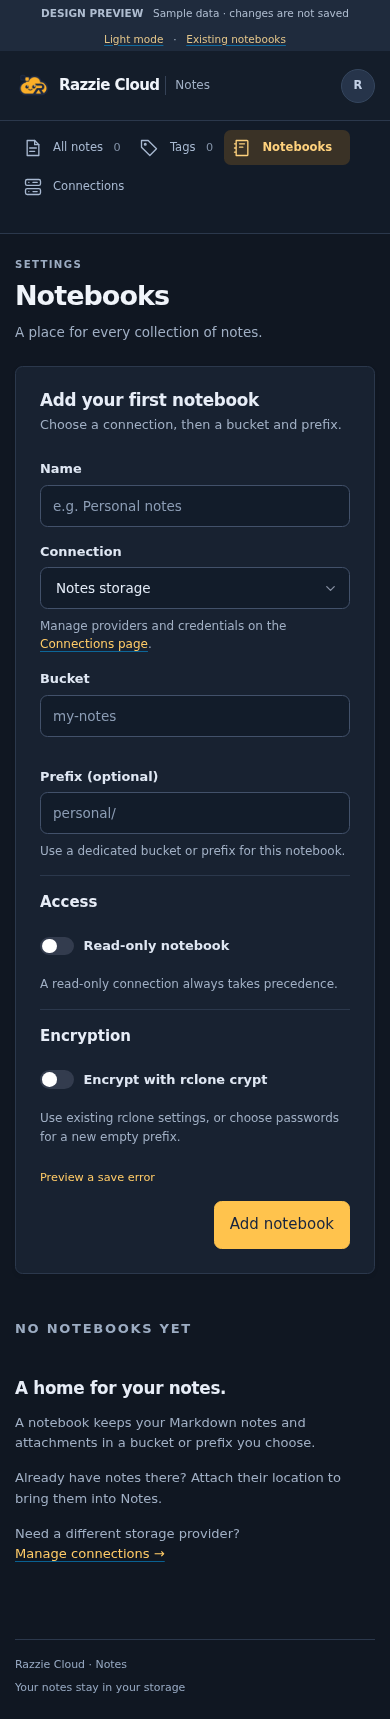 DESIGN PREVIEW Sample data · changes are not saved
Light mode · Existing notebooks
Razzie Cloud Notes R
All notes 0 Tags 0 Notebooks
Connections
SETTINGS
Notebooks
A place for every collection of notes.
Add your first notebook
Choose a connection, then a bucket and prefix.
Name
e.g. Personal notes
Connection
Notes storage
Manage providers and credentials on the
Connections page.
Bucket
my-notes
Prefix (optional)
personal/
Use a dedicated bucket or prefix for this notebook.
Access
Read-only notebook
A read-only connection always takes precedence.
Encryption
Encrypt with rclone crypt
Use existing rclone settings, or choose passwords
for a new empty prefix.
Preview a save error
Add notebook
NO NOTEBOOKS YET
A home for your notes.
A notebook keeps your Markdown notes and
attachments in a bucket or prefix you choose.
Already have notes there? Attach their location to
bring them into Notes.
Need a different storage provider?
Manage connections →
Razzie Cloud · Notes
Your notes stay in your storage